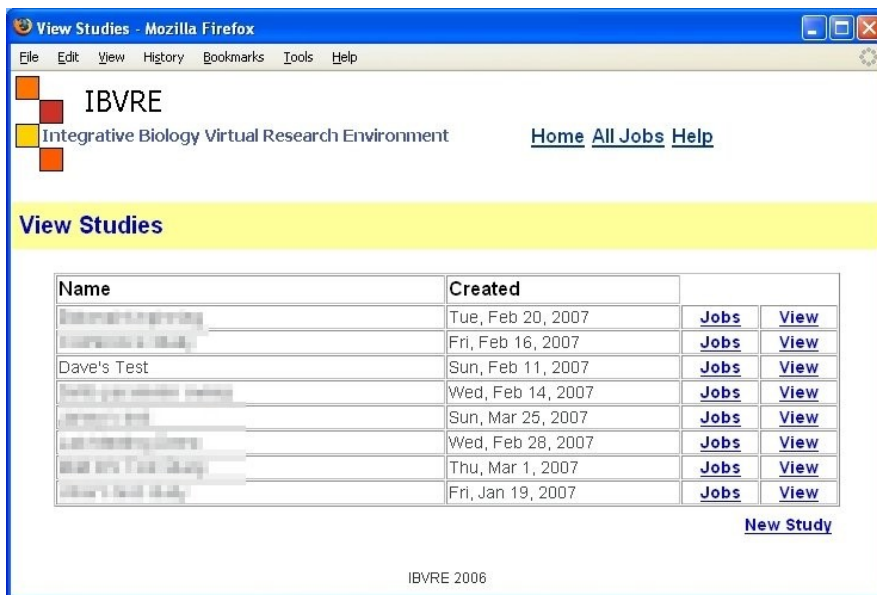 View Studies - Mozilla Firefox
File Edit View History Bookmarks Tools Help
IBVRE
Integrative Biology Virtual Research Environment
Home All Jobs Help
View Studies
Name Created
Tue, Feb 20, 2007 Jobs View
Fri, Feb 16, 2007 Jobs View
Dave's Test Sun, Feb 11, 2007 Jobs View
Wed, Feb 14, 2007 Jobs View
Sun, Mar 25, 2007 Jobs View
Wed, Feb 28, 2007 Jobs View
Thu, Mar 1, 2007 Jobs View
Fri, Jan 19, 2007 Jobs View
New Study
IBVRE 2006